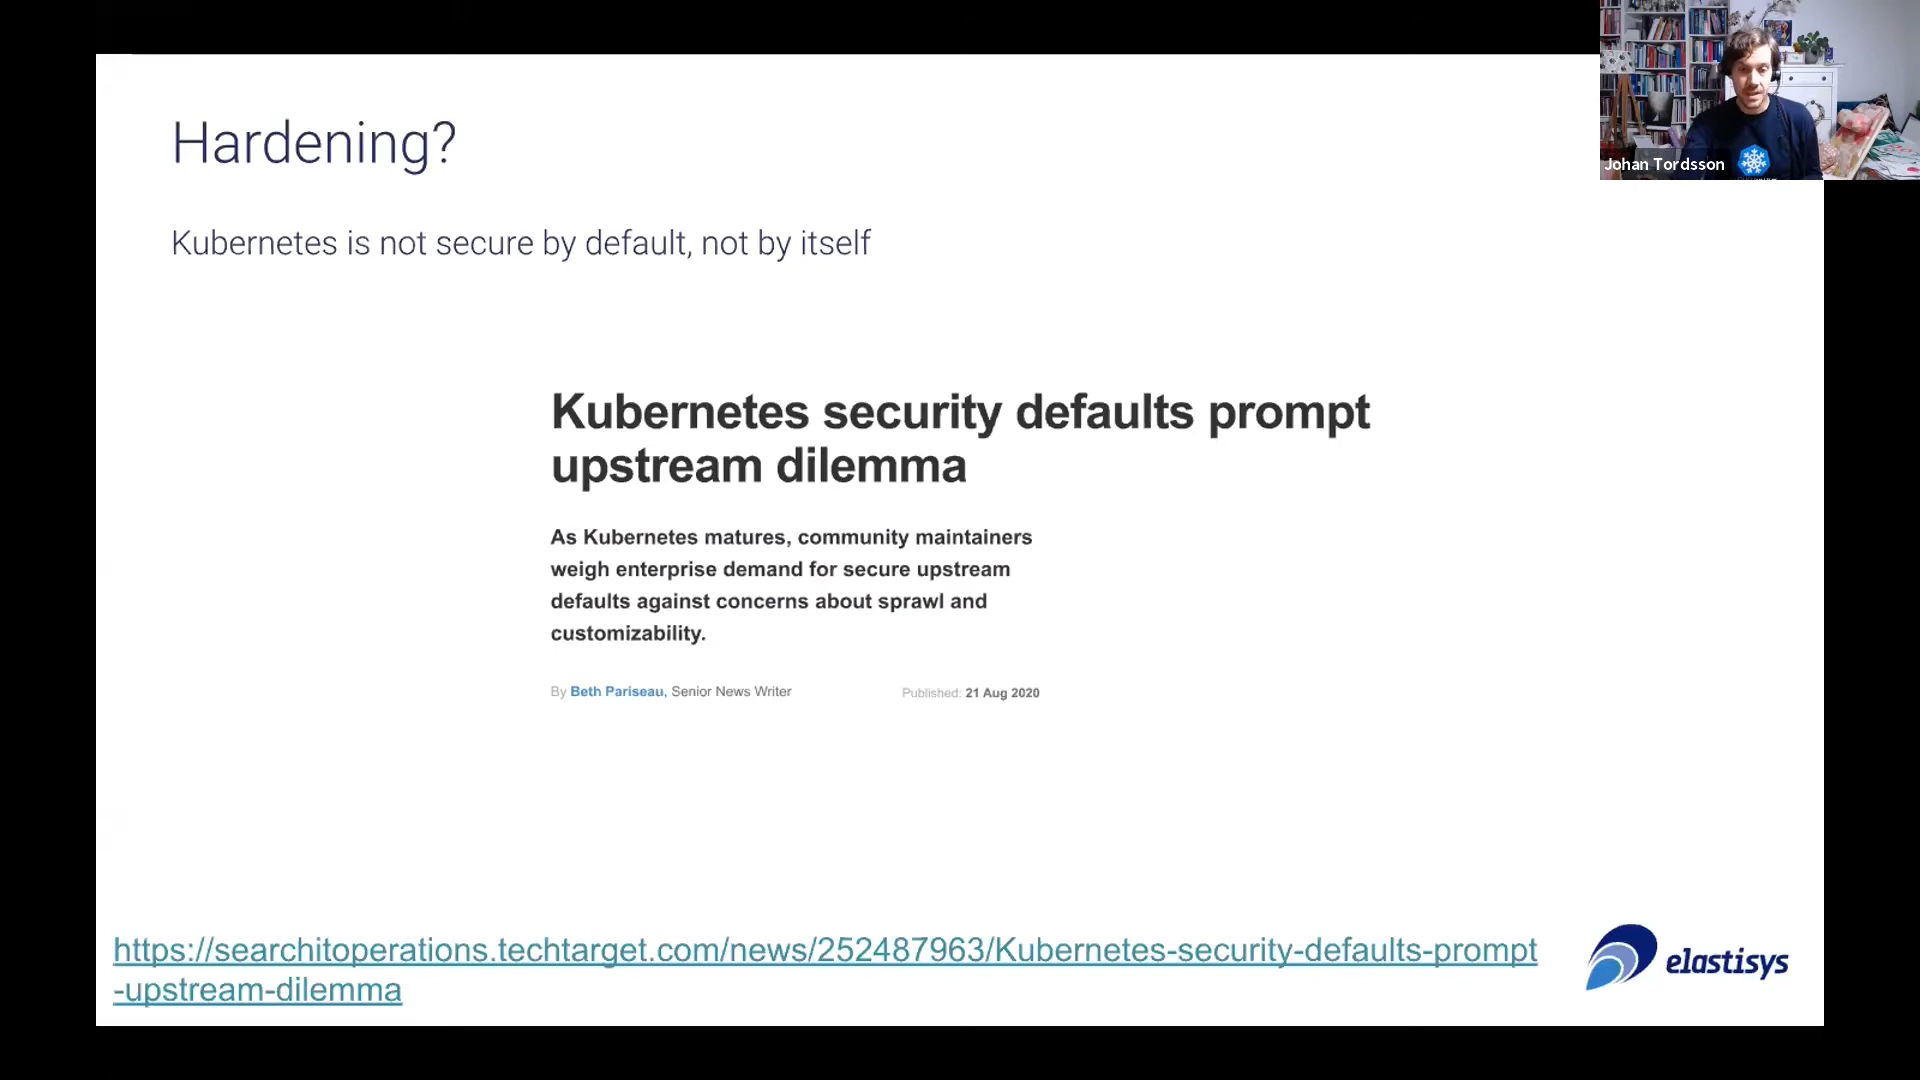 Hardening?
Kubernetes is not secure by default, not by itself
Kubernetes security defaults prompt
upstream dilemma
As Kubernetes matures, community maintainers
weigh enterprise demand for secure upstream
defaults against concerns about sprawl and
customizability.
By Beth Pariseau, Senior News Writer
Published: 21 Aug 2020
https://searchitoperations.techtarget.com/news/252487963/Kubernetes-security-defaults-prompt
-upstream-dilemma
elastisys
Johan Tordsson